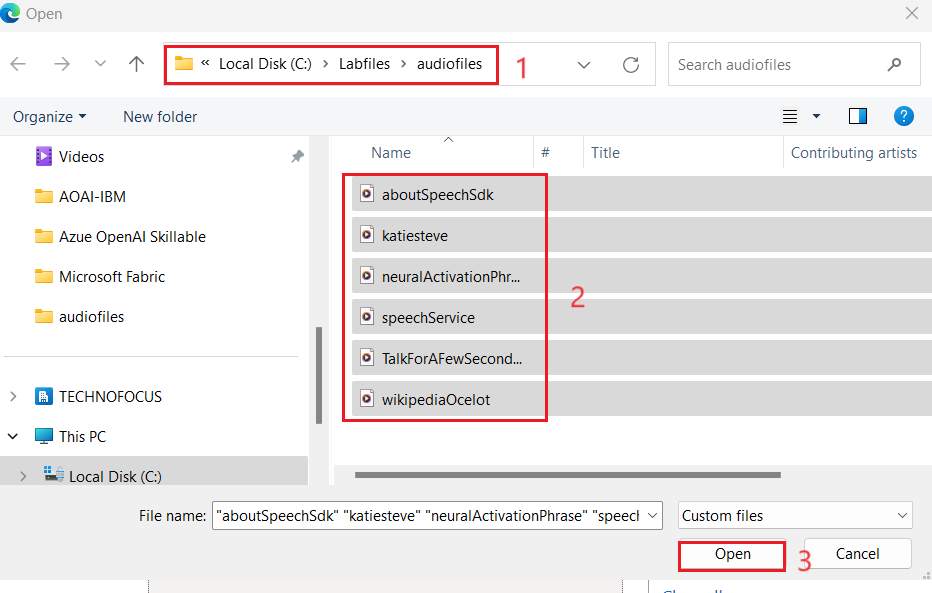 Open
« Local Disk (C:) > Labfiles > audiofiles
1
Search audiofiles
Organize
New folder
?
Name
#
Title
Contributing artists
Videos
AOAI-IBM
Azue OpenAI Skillable
Microsoft Fabric
audiofiles
TECHNOFOCUS
This PC
Local Disk (C:)
aboutSpeechSdk
katiesteve
neuralActivationPhr...
speechService
TalkForAFewSecond...
wikipediaOcelot
2
File name:
"aboutSpeechSdk" "katiesteve" "neuralActivationPhrase" "speech
Custom files
Open
3
Cancel